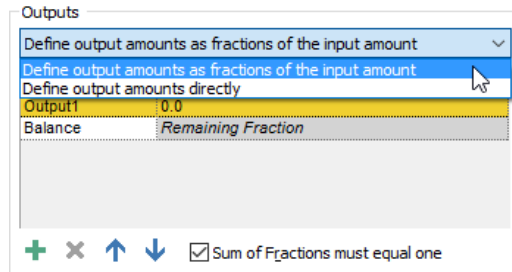 Outputs
Define output amounts as fractions of the input amount
Define output amounts as fractions of the input amount
Define output amounts directly
Output1 0.0
Balance Remaining Fraction
Sum of Fractions must equal one